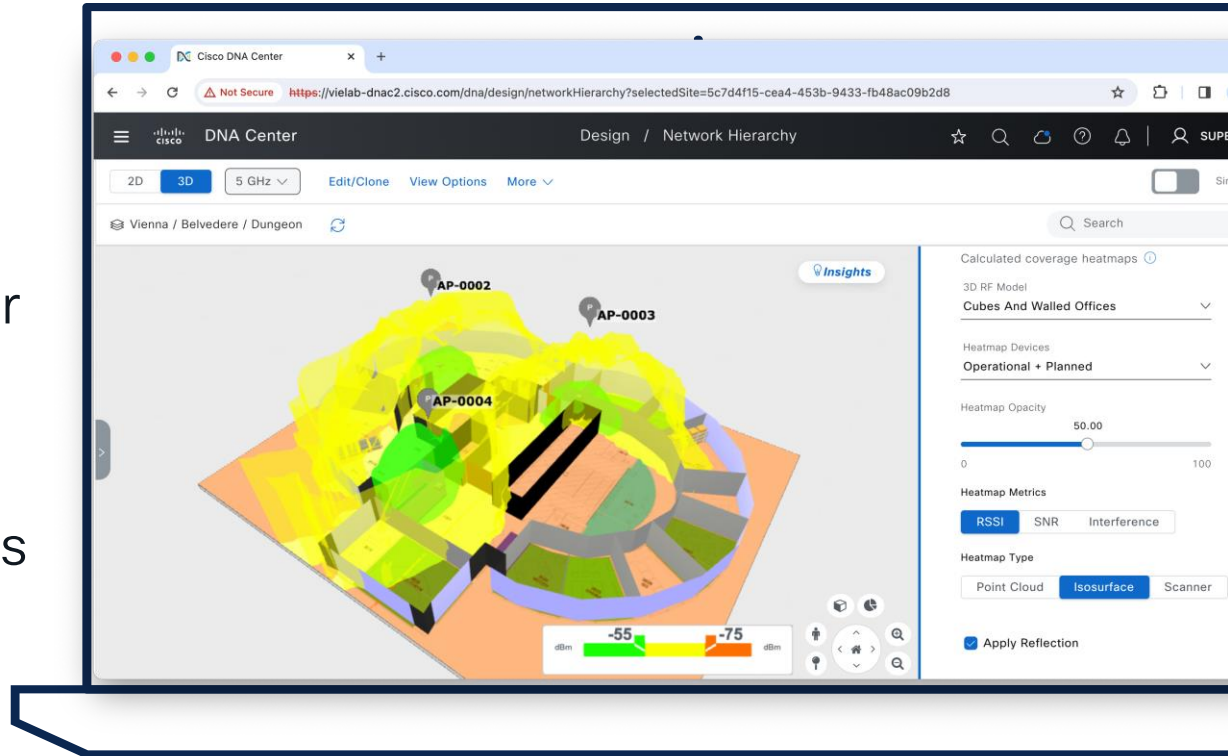 r
s
Cisco DNA Center
Not Secure https://vielab-dnac2.cisco.com/dna/design/networkHierarchy?selectedSite=5c7d4f15-cea4-453b-9433-fb48ac09b2d8
cisco DNA Center Design / Network Hierarchy SUPE
2D 3D 5 GHz Edit/Clone View Options More Sir
Vienna / Belvedere / Dungeon Search
Insights
AP-0002
AP-0003
AP-0004
-55 -75
dBm dBm
Calculated coverage heatmaps
3D RF Model
Cubes And Walled Offices
Heatmap Devices
Operational + Planned
Heatmap Opacity
50.00
0 100
Heatmap Metrics
RSSI SNR Interference
Heatmap Type
Point Cloud Isosurface Scanner
Apply Reflection